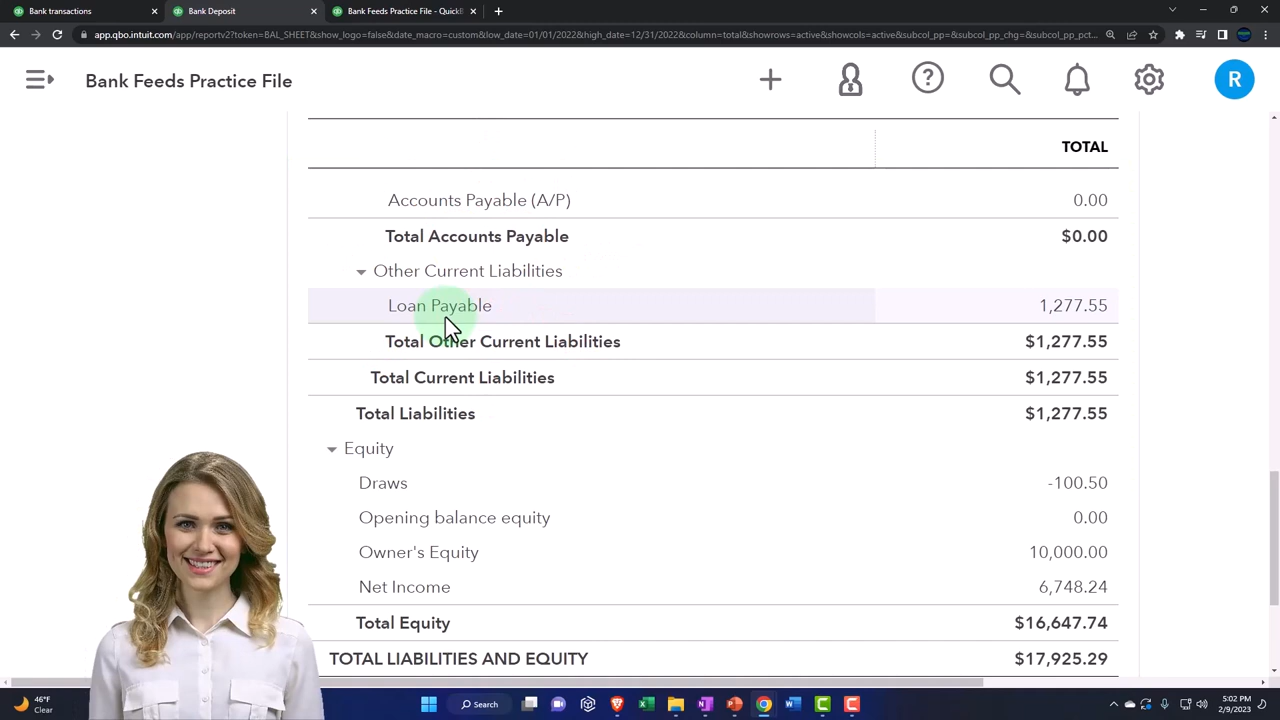 Bank transactions
Bank Deposit
Bank Feeds Practice File - QuickB
app.qbo.intuit.com/app/reportv2?token=BAL_SHEET&show_logo=false&date_macro=custom&low_date=01/01/2022&high_date=12/31/2022&column=total&showrows=active&showcols=active&subcol_pp=&subcol_pp_chg=&subcol_pp_pct...
Bank Feeds Practice File
R
TOTAL
Accounts Payable (A/P) 0.00
Total Accounts Payable $0.00
Other Current Liabilities
Loan Payable 1,277.55
Total Other Current Liabilities $1,277.55
Total Current Liabilities $1,277.55
Total Liabilities $1,277.55
Equity
Draws -100.50
Opening balance equity 0.00
Owner's Equity 10,000.00
Net Income 6,748.24
Total Equity $16,647.74
TOTAL LIABILITIES AND EQUITY $17,925.29
46°F
Clear
Search
5:02 PM
2/9/2023